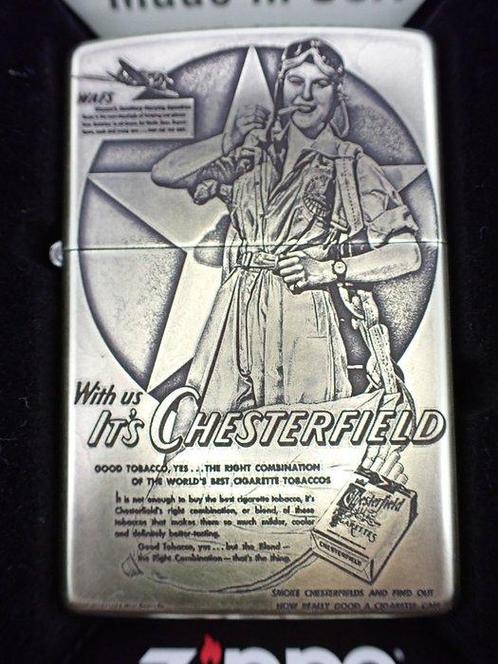 Made in U.S.A.
WAFS
With us
It's CHESTERFIELD
GOOD TOBACCO, YES . . . THE RIGHT COMBINATION
OF THE WORLD'S BEST CIGARETTE TOBACCOS
It is not enough to buy the best cigarette tobacco, it's
Chesterfield's right combination, or blend, of these
tobaccos that makes them so much milder, cooler
and definitely better-tasting.
Good Tobacco, yes . . . but the Blend —
the Right Combination — that's the thing.
Chesterfield
CIGARETTES
CHESTERFIELD
SMOKE CHESTERFIELDS AND FIND OUT
HOW REALLY GOOD A CIGARETTE CAN
zippo